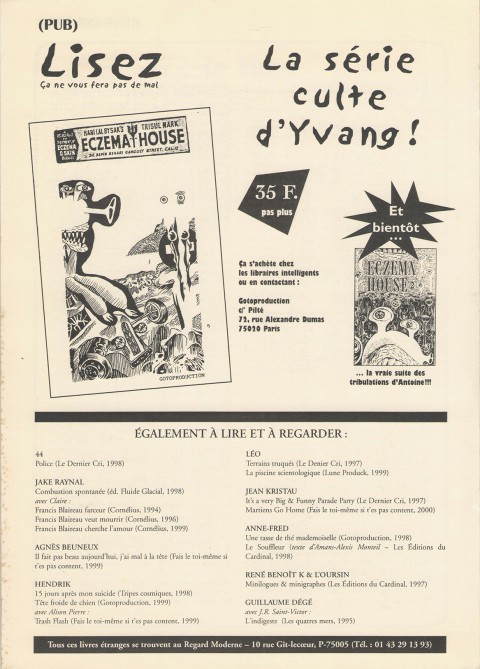 (PUB)
Lisez
Ça ne vous fera pas de mal
La série
culte
d'Yvang !
TRISUL MARK
ECZEMA HOUSE
35 F.
pas plus
Et
bientôt
...
Ça s'achète chez
les libraires intelligents
ou en contactant :
Gotoproduction
c/° Pilté
72, rue Alexandre Dumas
75020 Paris
GOTOPRODUCTION
ECZEMA
HOUSE 2
... la vraie suite des
tribulations d'Antoine!!!
ÉGALEMENT À LIRE ET À REGARDER :
44
Police (Le Dernier Cri, 1998)
JAKE RAYNAL
Combustion spontanée (éd. Fluide Glacial, 1998)
avec Claire :
Francis Blaireau farceur (Cornélius, 1994)
Francis Blaireau veut mourrir (Cornélius, 1996)
Francis Blaireau cherche l'amour (Cornélius, 1999)
AGNÈS BEUNEUX
Il fait pas beau aujourd'hui, j'ai mal à la tête (Fais le toi-même si
t'es pas content, 1999)
HENDRIK
15 jours après mon suicide (Tripes cosmiques, 1998)
Tête froide de chien (Gotoproduction, 1999)
avec Alison Pierre :
Trash Flash (Fais le toi-même si t'es pas content, 1999)
LÉO
Terrains truqués (Le Denier Cri, 1997)
La piscine scientologique (Lune Produck, 1999)
JEAN KRISTAU
It's a very Big & Funny Parade Party (Le Dernier Cri, 1997)
Martiens Go Home (Fais le toi-même si t'es pas content, 2000)
ANNE-FRED
Une tasse de thé mademoiselle (Gotoproduction, 1998)
Le Souffleur (texte d'Amans-Alexis Monteil – Les Éditions du
Cardinal, 1998)
RENÉ BENOÎT K & L'OURSIN
Minilogues & minigraphes (Les Éditions du Cardinal, 1997)
GUILLAUME DÉGÉ
avec J.R. Saint-Victor :
L'indigeste (Les quatres mers, 1995)
Tous ces livres étranges se trouvent au Regard Moderne – 10 rue Gît-lecœur, P-75005 (Tél. : 01 43 29 13 93)